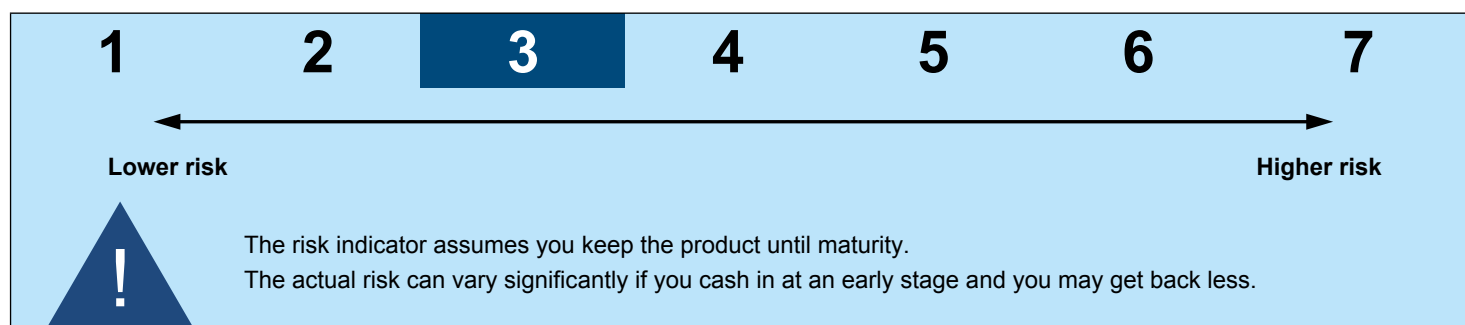 1 2 3 4 5 6 7
Lower risk Higher risk
!
The risk indicator assumes you keep the product until maturity.
The actual risk can vary significantly if you cash in at an early stage and you may get back less.